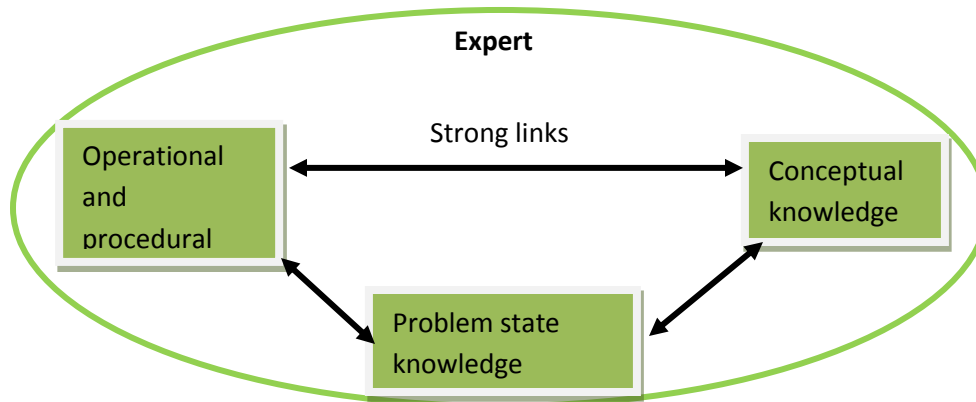 Expert
Strong links
Operational
and
procedural
Conceptual
knowledge
Problem state
knowledge